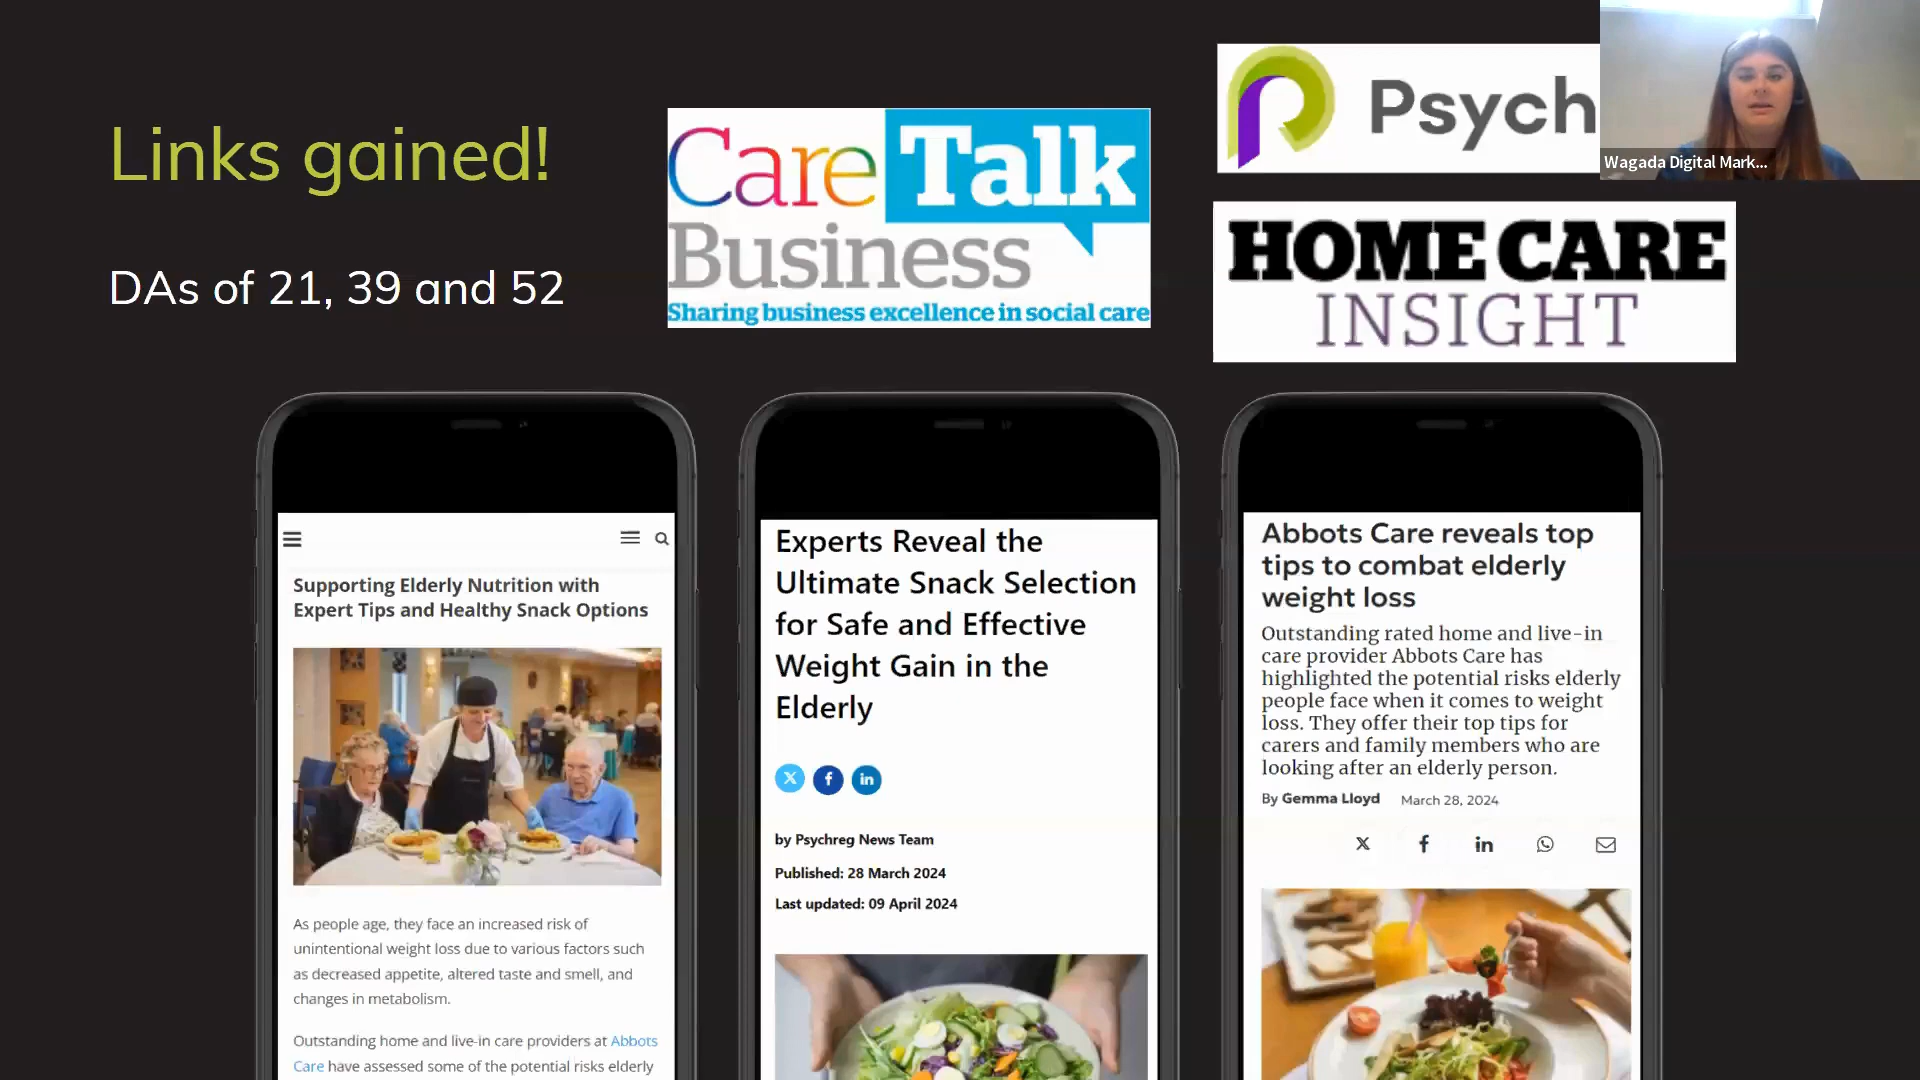 Links gained!
DAs of 21, 39 and 52
Care Talk
Business
Sharing business excellence in social care
Psych
Wagada Digital Mark...
HOME CARE
INSIGHT
Supporting Elderly Nutrition with
Expert Tips and Healthy Snack Options
As people age, they face an increased risk of
unintentional weight loss due to various factors such
as decreased appetite, altered taste and smell, and
changes in metabolism.
Outstanding home and live-in care providers at Abbots
Care have assessed some of the potential risks elderly
Experts Reveal the
Ultimate Snack Selection
for Safe and Effective
Weight Gain in the
Elderly
by Psychreg News Team
Published: 28 March 2024
Last updated: 09 April 2024
Abbots Care reveals top
tips to combat elderly
weight loss
Outstanding rated home and live-in
care provider Abbots Care has
highlighted the potential risks elderly
people face when it comes to weight
loss. They offer their top tips for
carers and family members who are
looking after an elderly person.
By Gemma Lloyd March 28, 2024